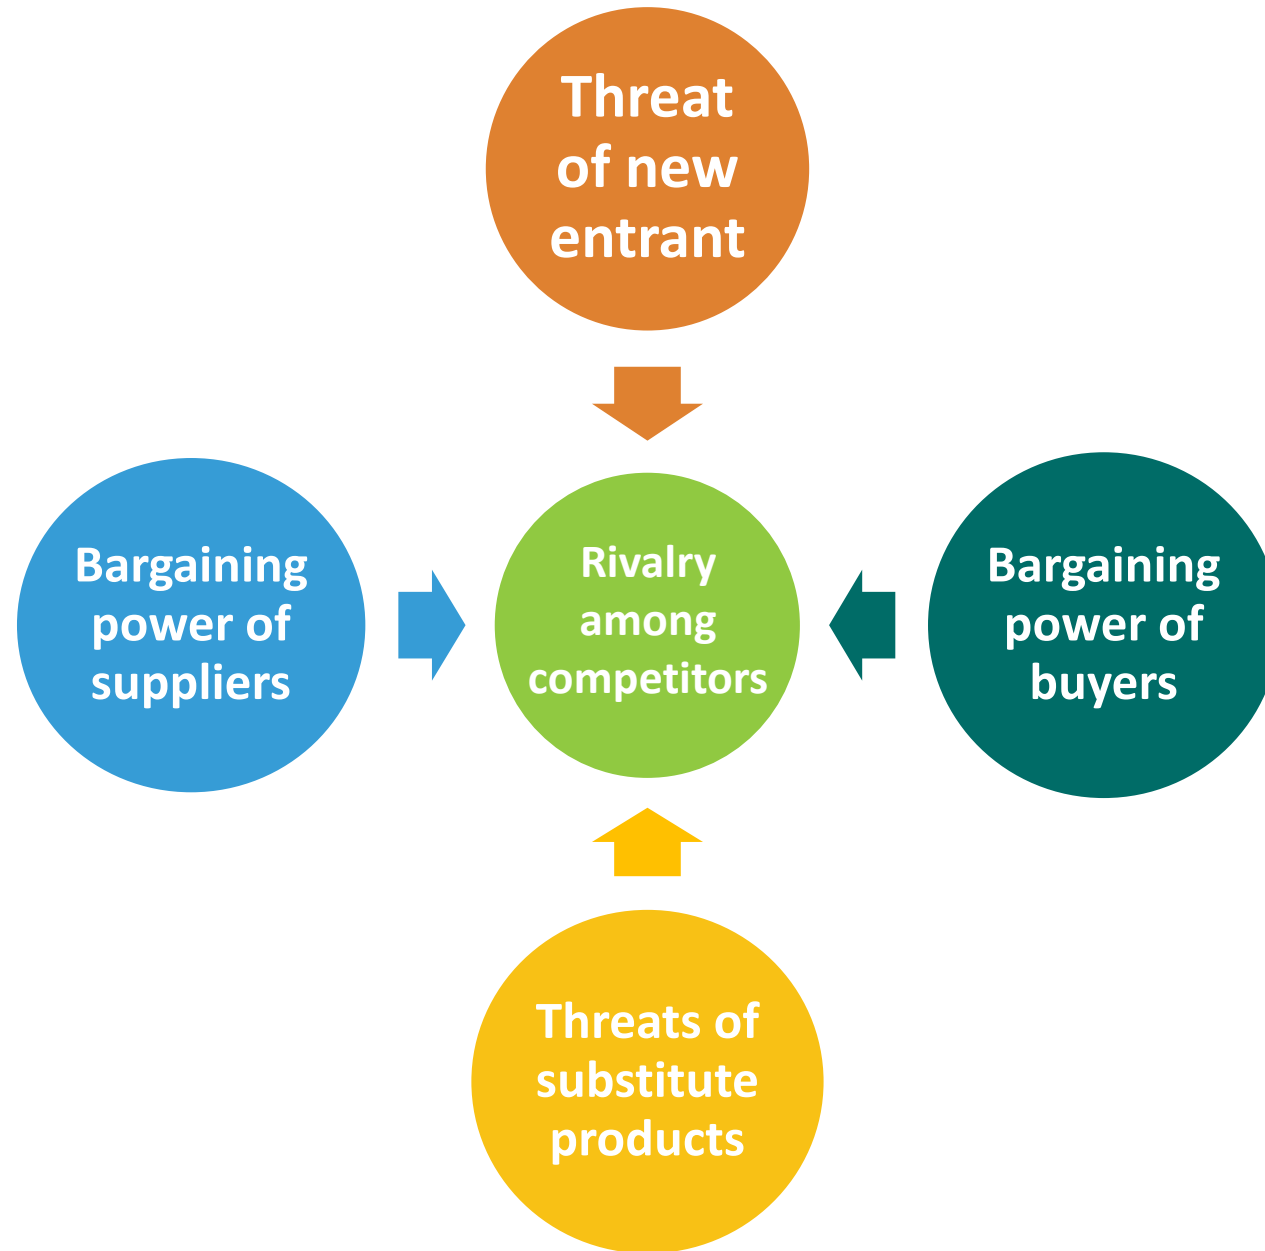 Threat
of new
entrant
Bargaining
power of
suppliers
Rivalry
among
competitors
Bargaining
power of
buyers
Threats of
substitute
products